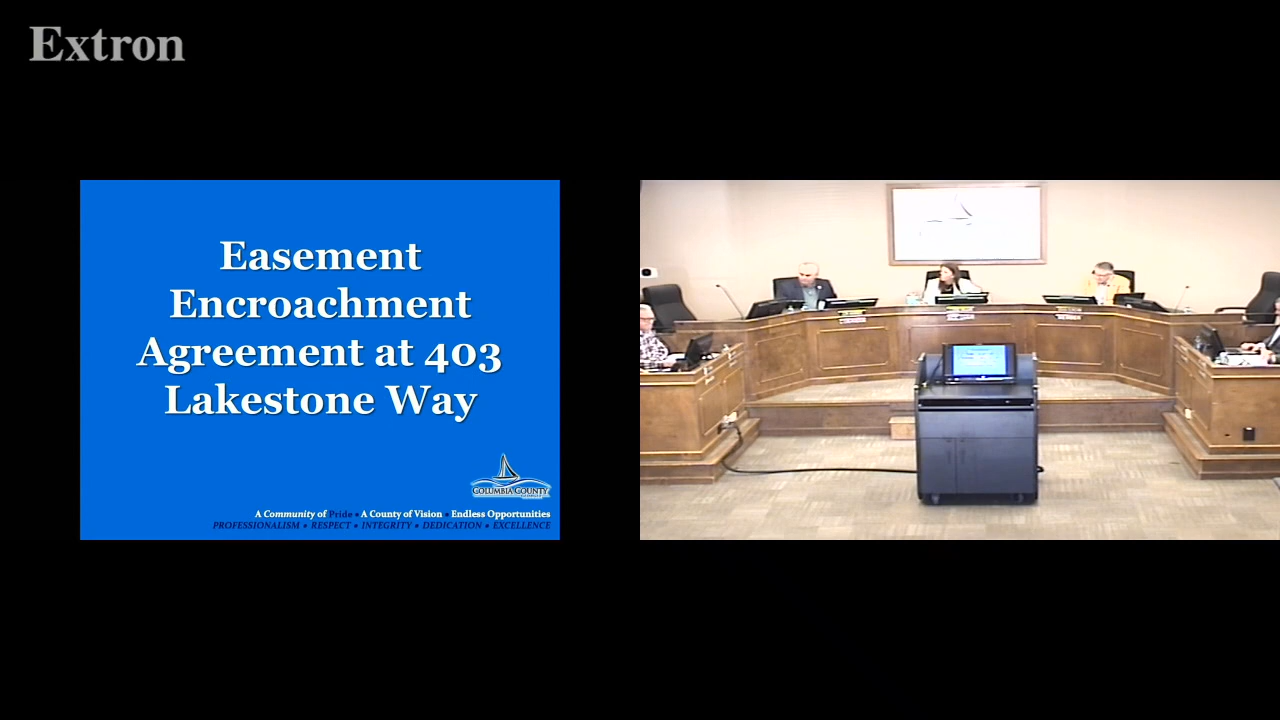 Extron
Easement
Encroachment
Agreement at 403
Lakestone Way
COLUMBIA COUNTY
A Community of Pride • A County of Vision • Endless Opportunities
PROFESSIONALISM • RESPECT • INTEGRITY • DEDICATION • EXCELLENCE